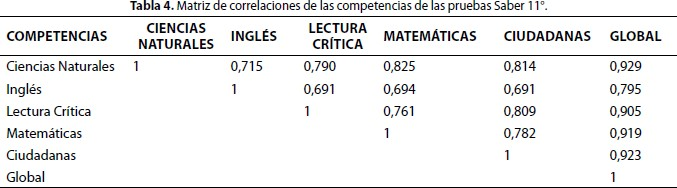 Tabla 4. Matriz de correlaciones de las competencias de las pruebas Saber 11°.
COMPETENCIAS CIENCIAS NATURALES INGLÉS LECTURA CRÍTICA MATEMÁTICAS CIUDADANAS GLOBAL
Ciencias Naturales 1 0,715 0,790 0,825 0,814 0,929
Inglés 1 0,691 0,694 0,691 0,795
Lectura Crítica 1 0,761 0,809 0,905
Matemáticas 1 0,782 0,919
Ciudadanas 1 0,923
Global 1